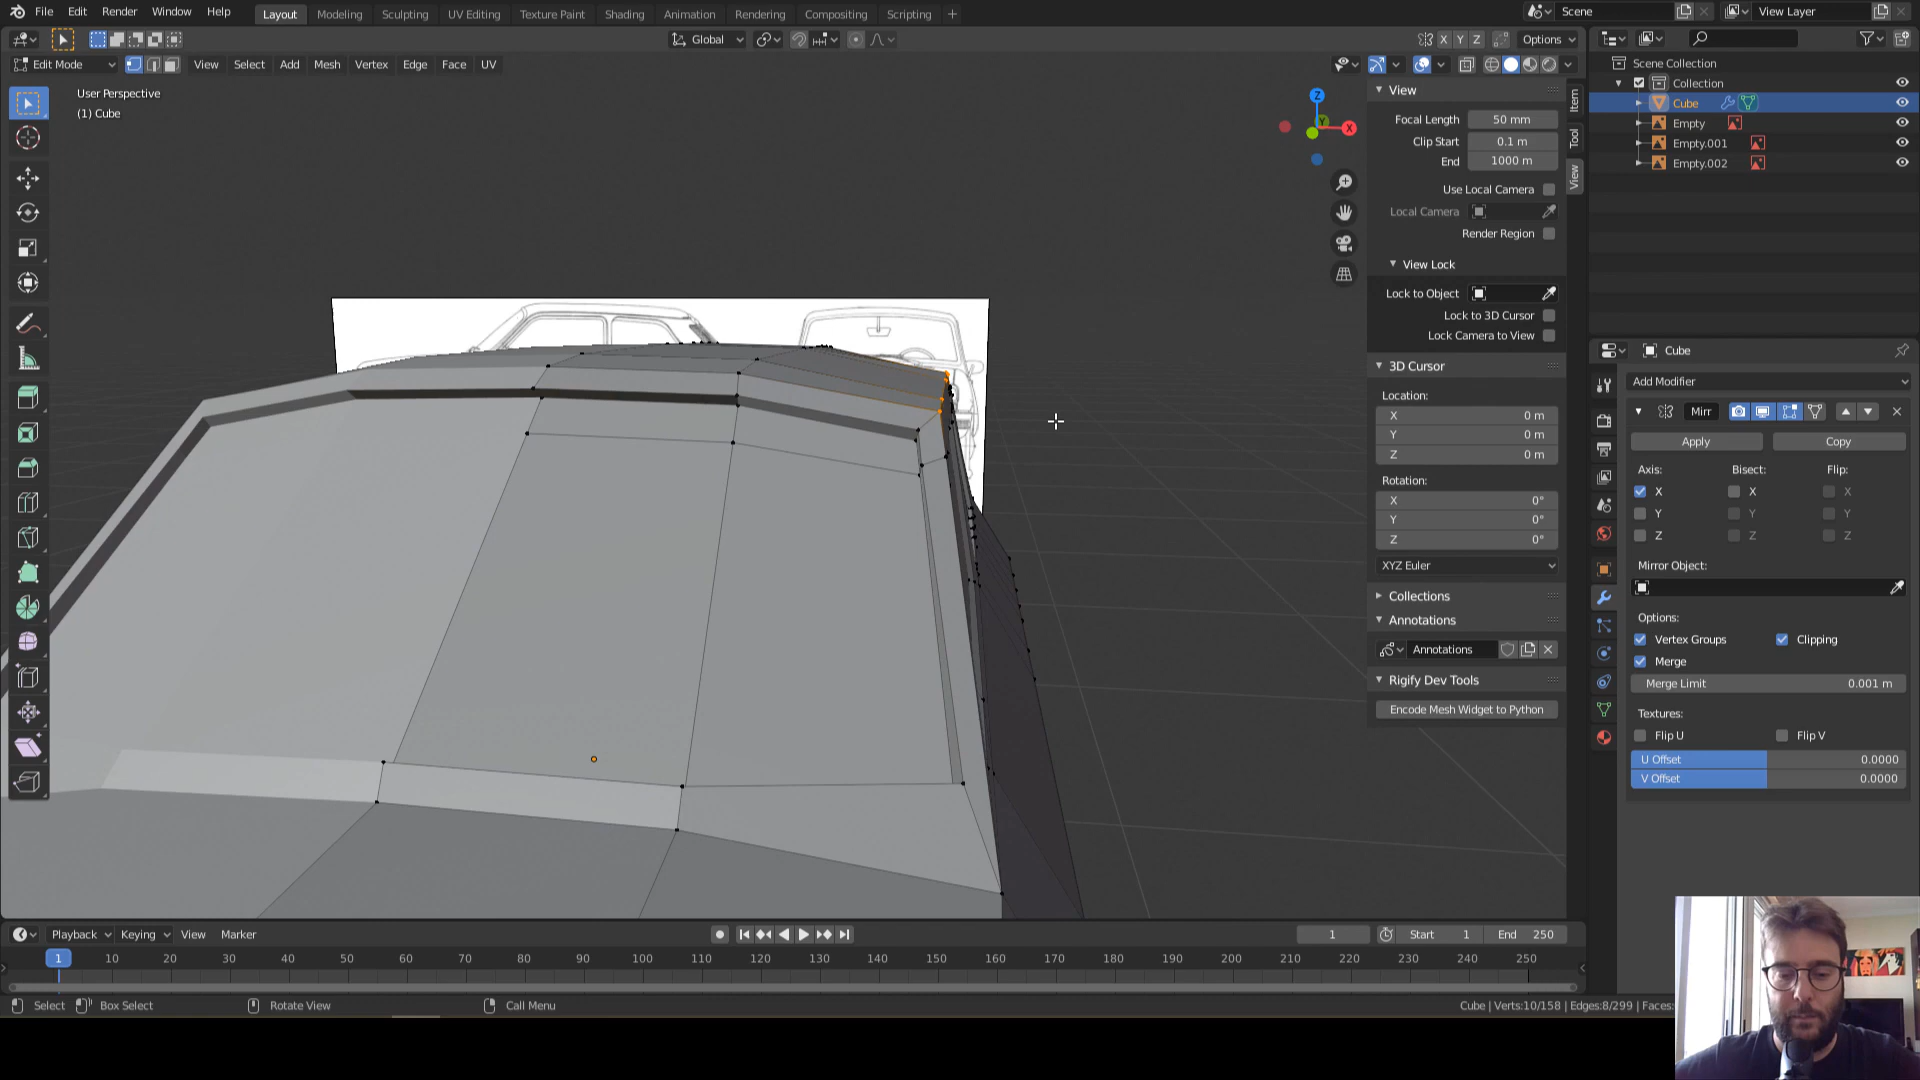 File Edit Render Window Help Layout Modeling Sculpting UV Editing Texture Paint Shading Animation Rendering Compositing Scripting + Scene View Layer
Global X Y Z Options
Edit Mode View Select Add Mesh Vertex Edge Face UV
User Perspective
(1) Cube
Z
X
Y
View
Focal Length 50 mm
Clip Start 0.1 m
End 1000 m
Use Local Camera
Local Camera
Render Region
View Lock
Lock to Object
Lock to 3D Cursor
Lock Camera to View
3D Cursor
Location:
X 0 m
Y 0 m
Z 0 m
Rotation:
X 0°
Y 0°
Z 0°
XYZ Euler
Collections
Annotations
Annotations
Rigify Dev Tools
Encode Mesh Widget to Python
Item
Tool
View
Scene Collection
Collection
Cube
Empty
Empty.001
Empty.002
Cube
Add Modifier
Mirr
Apply Copy
Axis: Bisect: Flip:
X X X
Y Y Y
Z Z Z
Mirror Object:
Options:
Vertex Groups Clipping
Merge
Merge Limit 0.001 m
Textures:
Flip U Flip V
U Offset 0.0000
V Offset 0.0000
Playback Keying View Marker 1 Start 1 End 250
1 10 20 30 40 50 60 70 80 90 100 110 120 130 140 150 160 170 180 190 200 210 220 230 240 250
Select Box Select Rotate View Call Menu Cube | Verts:10/158 | Edges:8/299 | Faces: